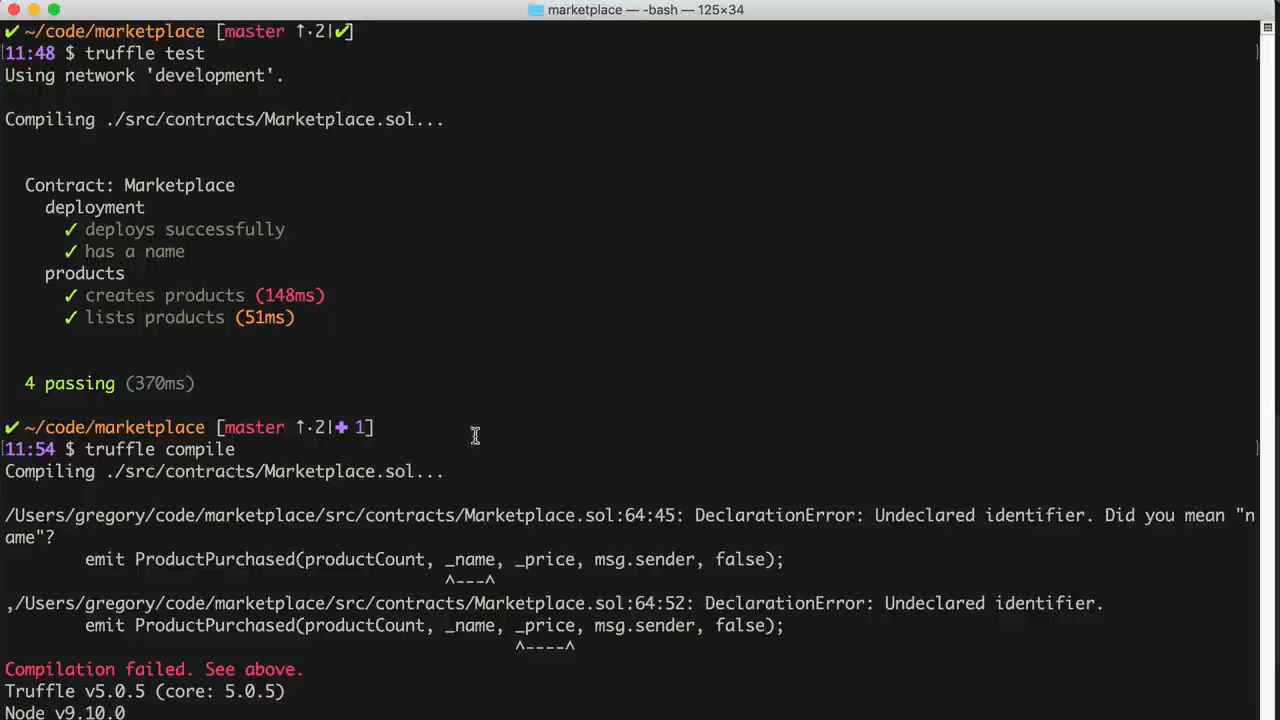 marketplace — -bash — 125×34
✔ ~/code/marketplace [master ↑·2|✔]
11:48 $ truffle test
Using network 'development'.
Compiling ./src/contracts/Marketplace.sol...
Contract: Marketplace
deployment
✓ deploys successfully
✓ has a name
products
✓ creates products (148ms)
✓ lists products (51ms)
4 passing (370ms)
✔ ~/code/marketplace [master ↑·2|✚ 1]
11:54 $ truffle compile
Compiling ./src/contracts/Marketplace.sol...
/Users/gregory/code/marketplace/src/contracts/Marketplace.sol:64:45: DeclarationError: Undeclared identifier. Did you mean "n
ame"?
emit ProductPurchased(productCount, _name, _price, msg.sender, false);
^---^
,/Users/gregory/code/marketplace/src/contracts/Marketplace.sol:64:52: DeclarationError: Undeclared identifier.
emit ProductPurchased(productCount, _name, _price, msg.sender, false);
^----^
Compilation failed. See above.
Truffle v5.0.5 (core: 5.0.5)
Node v9.10.0